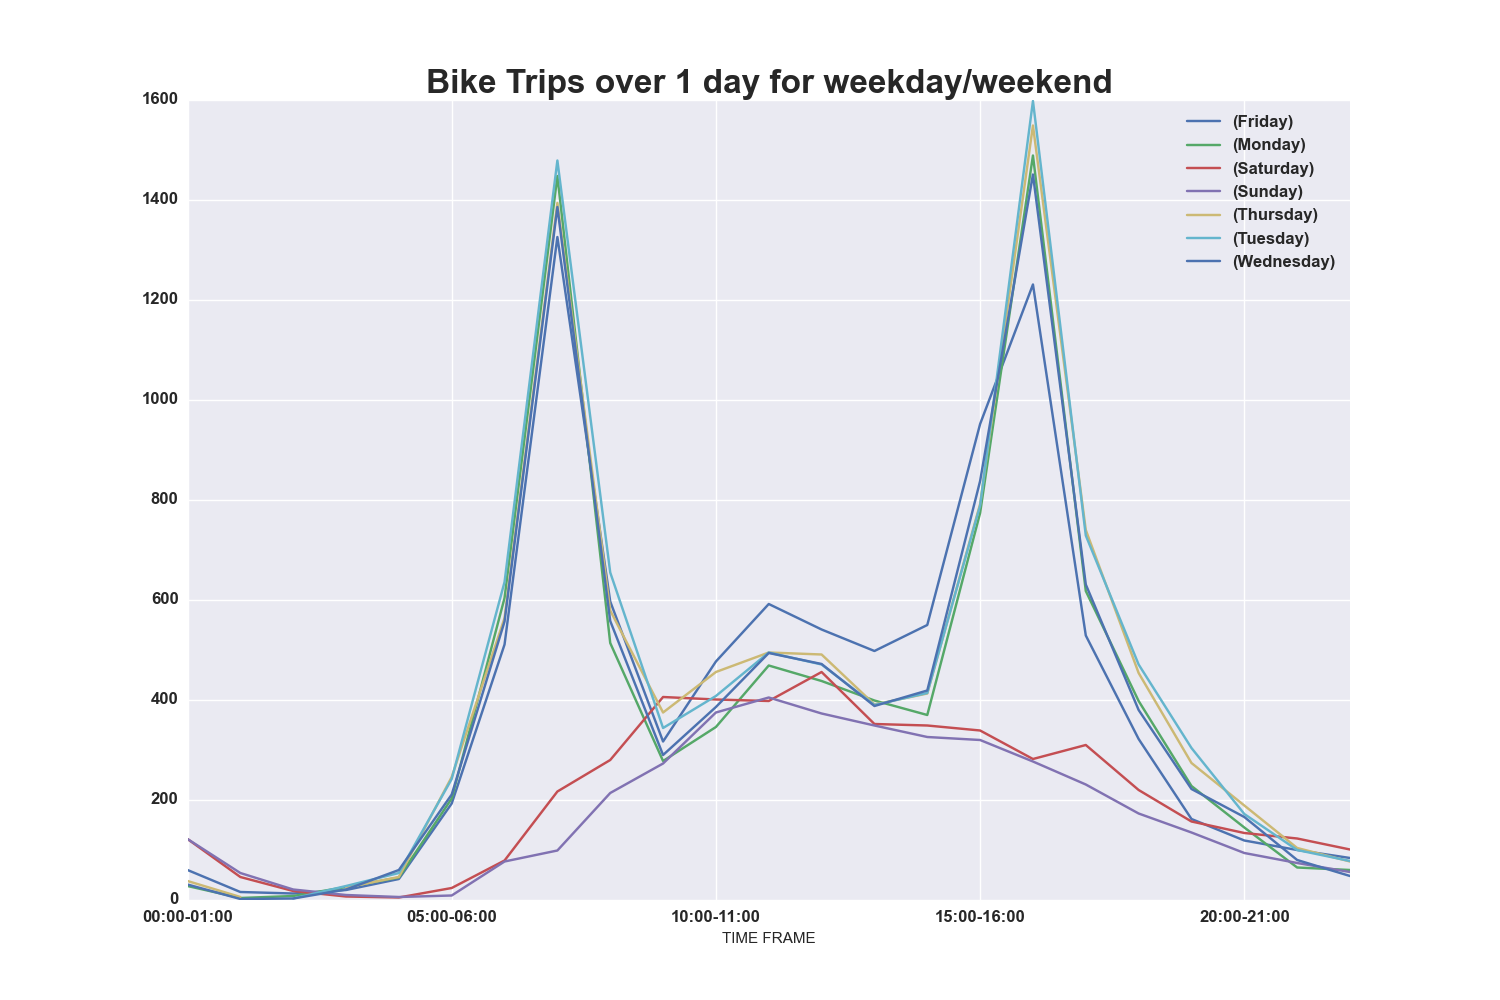 Bike Trips over 1 day for weekday/weekend
1600
1400
1200
1000
800
600
400
200
0
(Friday)
(Monday)
(Saturday)
(Sunday)
(Thursday)
(Tuesday)
(Wednesday)
00:00-01:00 05:00-06:00 10:00-11:00 15:00-16:00 20:00-21:00
TIME FRAME